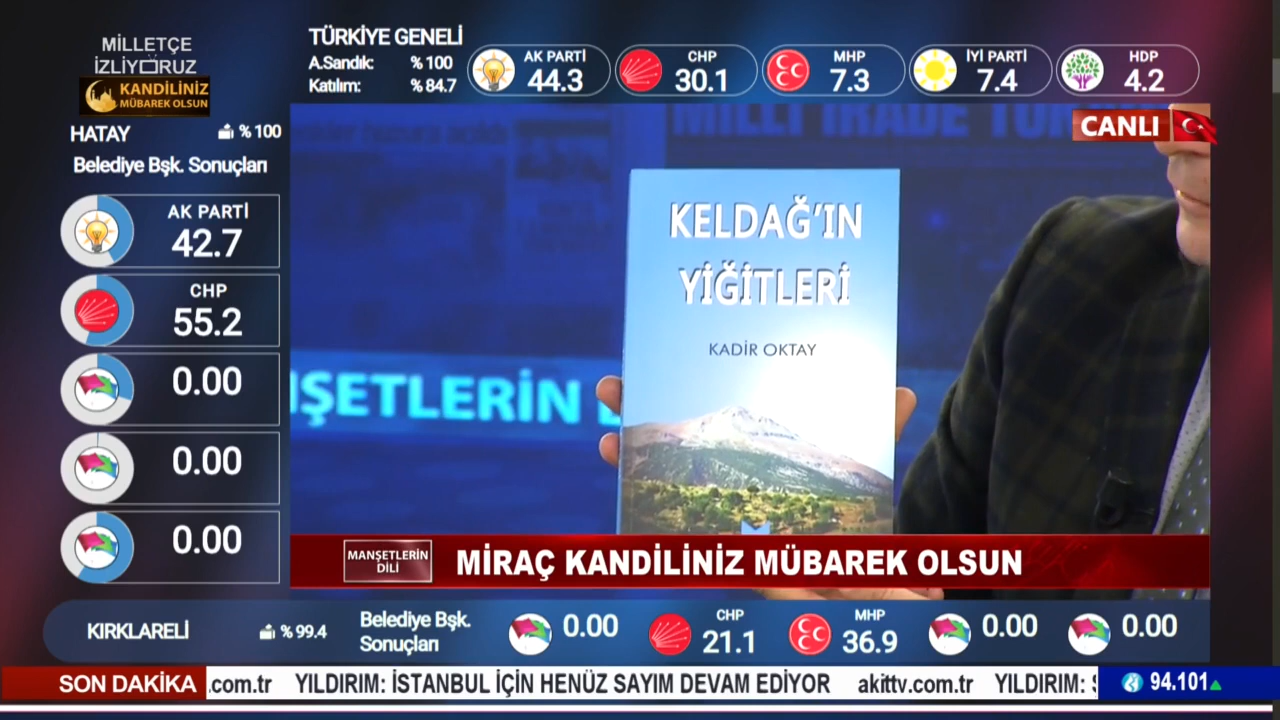 MİLLETÇE
İZLİYORUZ
KANDİLİNİZ
MÜBAREK OLSUN
TÜRKİYE GENELİ
A.Sandık: % 100
Katılım: % 84.7
AK PARTİ
44.3
CHP
30.1
MHP
7.3
İYİ PARTİ
7.4
HDP
4.2
HATAY % 100
Belediye Bşk. Sonuçları
AK PARTİ
42.7
CHP
55.2
0.00
0.00
0.00
MİLLİ İRADE
CANLI
KELDAĞ'IN
YİĞİTLERİ
KADİR OKTAY
NŞETLERİN
MANŞETLERİN
DİLİ
MİRAÇ KANDİLİNİZ MÜBAREK OLSUN
KIRKLARELİ % 99.4
Belediye Bşk.
Sonuçları
0.00
CHP
21.1
MHP
36.9
0.00
0.00
SON DAKİKA .com.tr YILDIRIM: İSTANBUL İÇİN HENÜZ SAYIM DEVAM EDİYOR akittv.com.tr YILDIRIM: 94.101